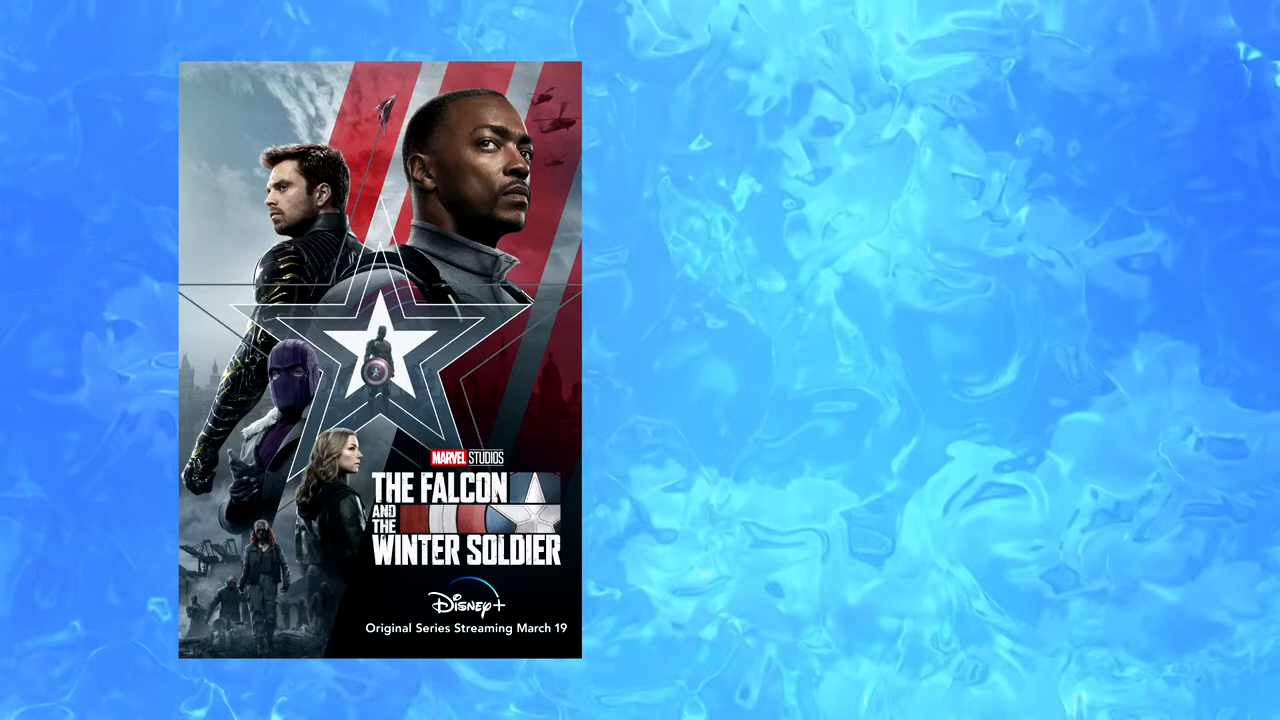 MARVEL STUDIOS
THE FALCON
AND
THE
WINTER SOLDIER
Disney+
Original Series Streaming March 19